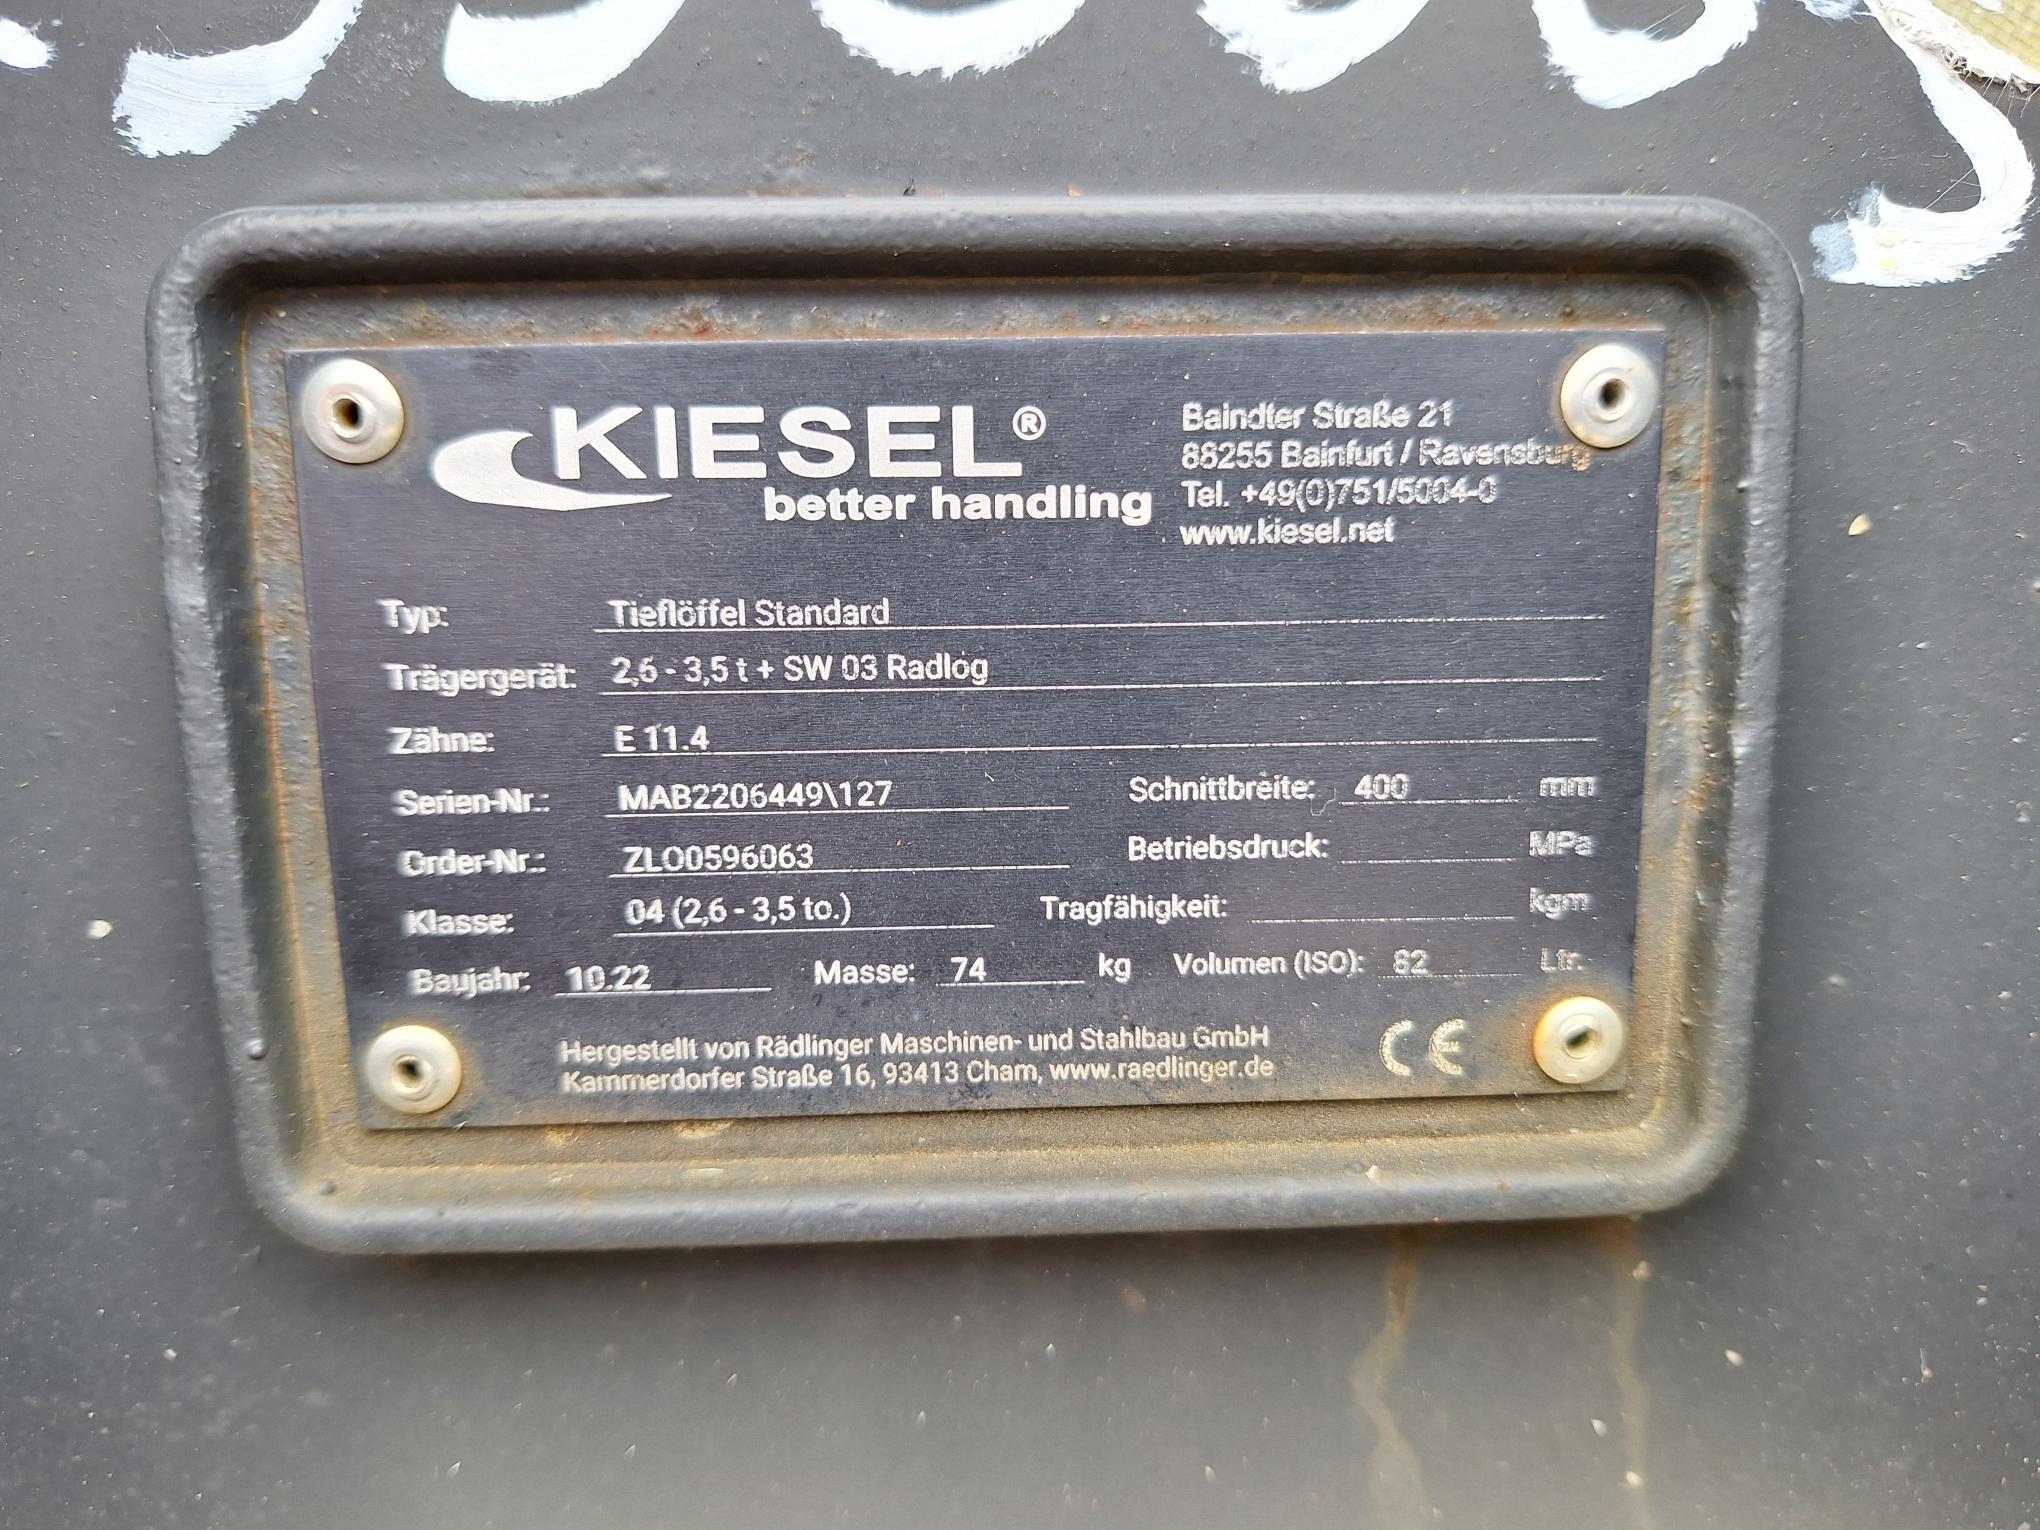 KIESEL®
better handling
Baindter Straße 21
88255 Bainfurt / Ravensburg
Tel. +49(0)751/5004-0
www.kiesel.net
Typ: Tieflöffel Standard
Trägergerät: 2,6 - 3,5 t + SW 03 Radlog
Zähne: E 11.4
Serien-Nr.: MAB2206449\127 Schnittbreite: 400 mm
Order-Nr.: ZLO0596063 Betriebsdruck: MPa
Klasse: 04 (2,6 - 3,5 to.) Tragfähigkeit: kgm
Baujahr: 10.22 Masse: 74 kg Volumen (ISO): 82 Ltr.
Hergestellt von Rädlinger Maschinen- und Stahlbau GmbH
Kammerdorfer Straße 16, 93413 Cham, www.raedlinger.de
CE